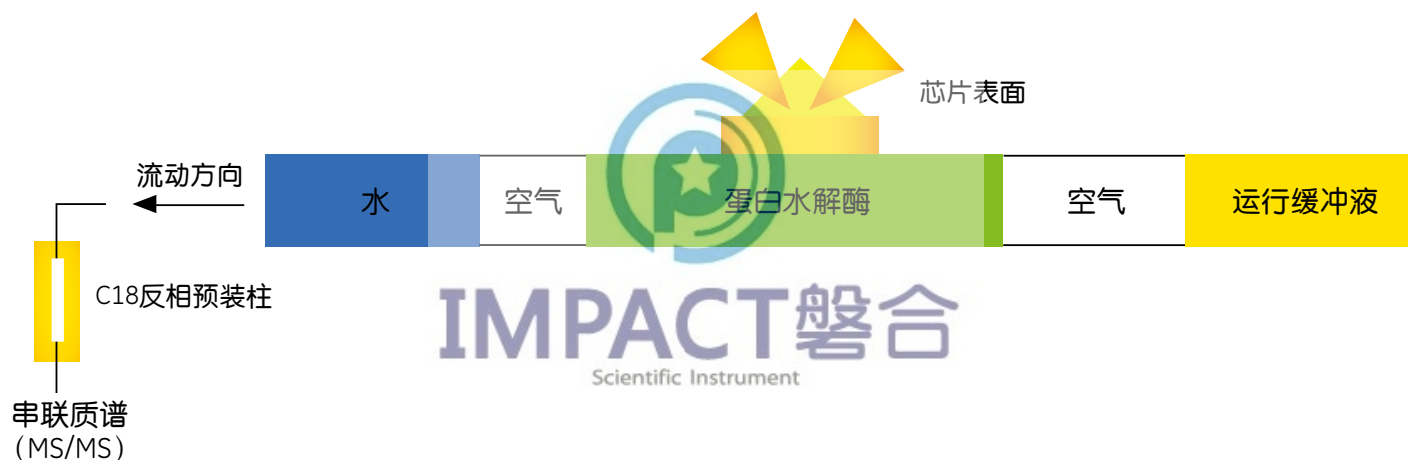 芯片表面
流动方向
水
空气
蛋白水解酶
空气
运行缓冲液
C18反相预装柱
IMPACT磐合
Scientific Instrument
串联质谱
(MS/MS)